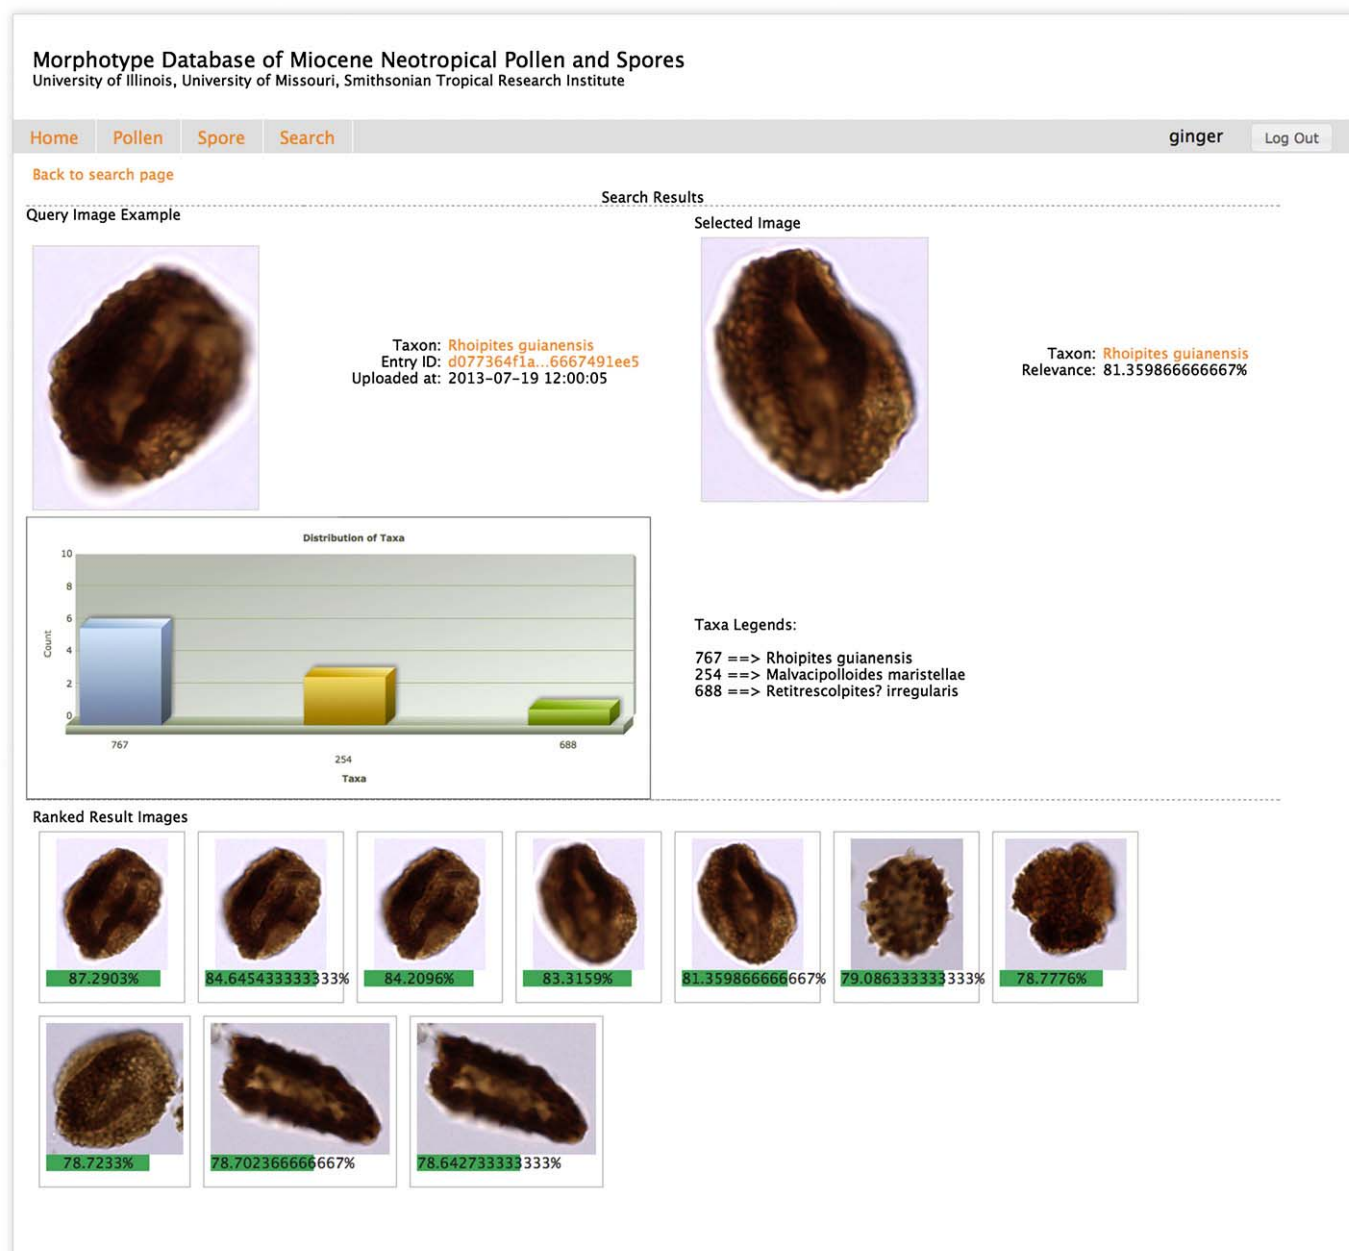 Morphotype Database of Miocene Neotropical Pollen and Spores
University of Illinois, University of Missouri, Smithsonian Tropical Research Institute
Home Pollen Spore Search ginger Log Out
Back to search page
Search Results
Query Image Example
Selected Image
Taxon: Rhoipites guianensis
Entry ID: d077364f1a...6667491ee5
Uploaded at: 2013-07-19 12:00:05
Taxon: Rhoipites guianensis
Relevance: 81.359866666667%
Distribution of Taxa
10
8
6
4
2
0
Count
767
254
688
Taxa
Taxa Legends:
767 ==> Rhoipites guianensis
254 ==> Malvacipolloides maristellae
688 ==> Retitrescolpites? irregularis
Ranked Result Images
87.2903% 84.645433333333% 84.2096% 83.3159% 81.359866666667% 79.086333333333% 78.7776%
78.7233% 78.702366666667% 78.642733333333%